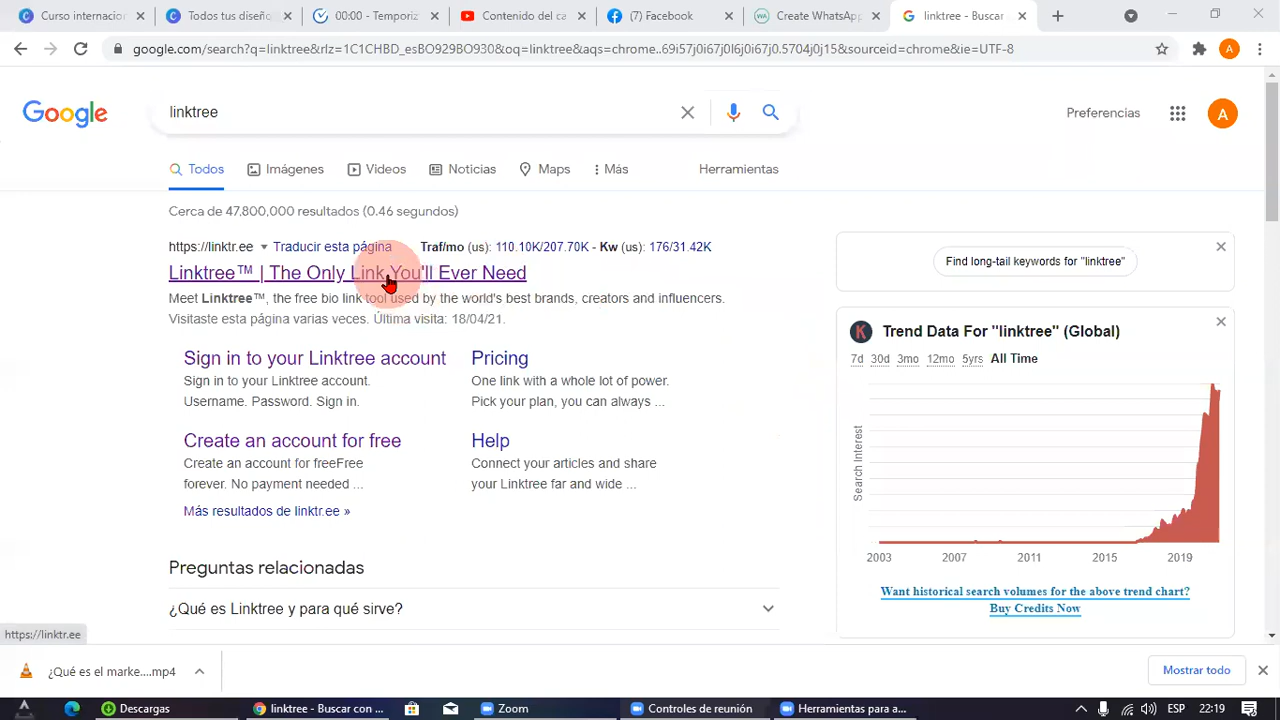 Curso internacio
Todos tus diseño
00:00 - Temporiz
Contenido del ca
(7) Facebook
Create WhatsApp
linktree - Buscar
google.com/search?q=linktree&rlz=1C1CHBD_esBO929BO930&oq=linktree&aqs=chrome..69i57j0i67j0I6j0i67j0.5704j0j15&sourceid=chrome&ie=UTF-8
A
Google
linktree
Preferencias
A
Todos
Imágenes
Videos
Noticias
Maps
Más
Herramientas
Cerca de 47.800,000 resultados (0.46 segundos)
https://linktr.ee Traducir esta página Traf/mo (us): 110.10K/207.70K - Kw (us): 176/31.42K
Linktree™ | The Only Link You'll Ever Need
Meet Linktree™, the free bio link tool used by the world's best brands, creators and influencers.
Visitaste esta página varias veces. Última visita: 18/04/21.
Sign in to your Linktree account
Sign in to your Linktree account.
Username. Password. Sign in.
Pricing
One link with a whole lot of power.
Pick your plan, you can always ...
Create an account for free
Create an account for freeFree
forever. No payment needed ...
Help
Connect your articles and share
your Linktree far and wide ...
Más resultados de linktr.ee »
Preguntas relacionadas
¿Qué es Linktree y para qué sirve?
Find long-tail keywords for "linktree"
K
Trend Data For "linktree" (Global)
7d 30d 3mo 12mo 5yrs All Time
Search Interest
2003 2007 2011 2015 2019
Want historical search volumes for the above trend chart?
Buy Credits Now
https://linktr.ee
¿Qué es el marke....mp4
Mostrar todo
Descargas
linktree - Buscar con ...
Zoom
Controles de reunión
Herramientas para a...
ESP
22:19